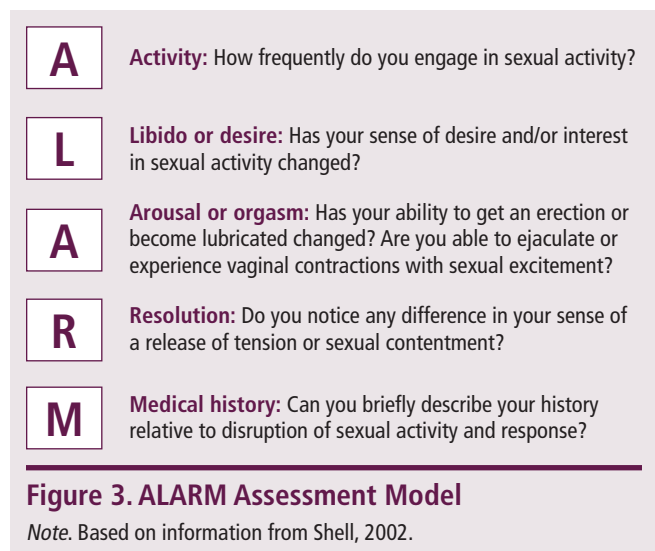 A
Activity: How frequently do you engage in sexual activity?
L
Libido or desire: Has your sense of desire and/or interest
in sexual activity changed?
A
Arousal or orgasm: Has your ability to get an erection or
become lubricated changed? Are you able to ejaculate or
experience vaginal contractions with sexual excitement?
R
Resolution: Do you notice any difference in your sense of
a release of tension or sexual contentment?
M
Medical history: Can you briefly describe your history
relative to disruption of sexual activity and response?
Figure 3. ALARM Assessment Model
Note. Based on information from Shell, 2002.